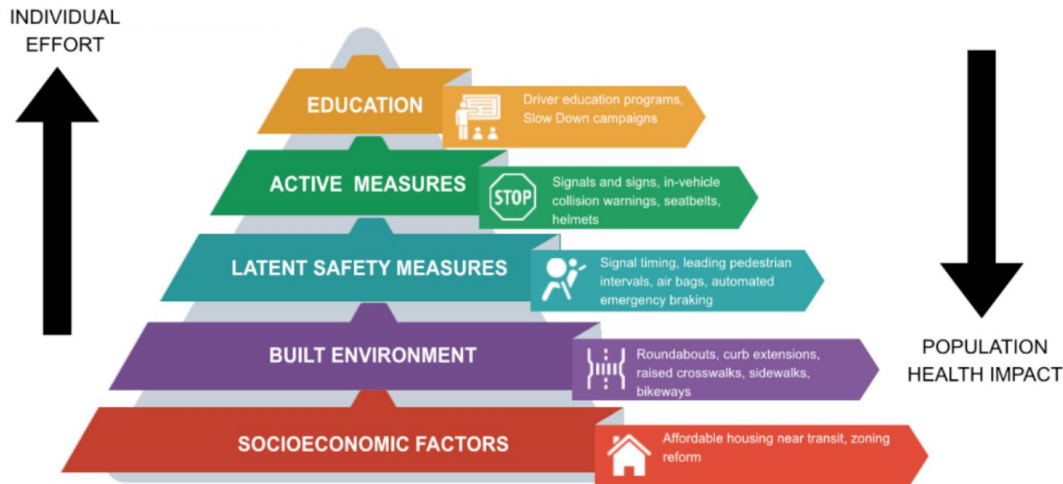 INDIVIDUAL
EFFORT
EDUCATION
Driver education programs,
Slow Down campaigns
ACTIVE MEASURES
STOP
Signals and signs, in-vehicle
collision warnings, seatbelts,
helmets
LATENT SAFETY MEASURES
Signal timing, leading pedestrian
intervals, air bags, automated
emergency braking
BUILT ENVIRONMENT
Roundabouts, curb extensions,
raised crosswalks, sidewalks,
bikeways
SOCIOECONOMIC FACTORS
Affordable housing near transit, zoning
reform
POPULATION
HEALTH IMPACT